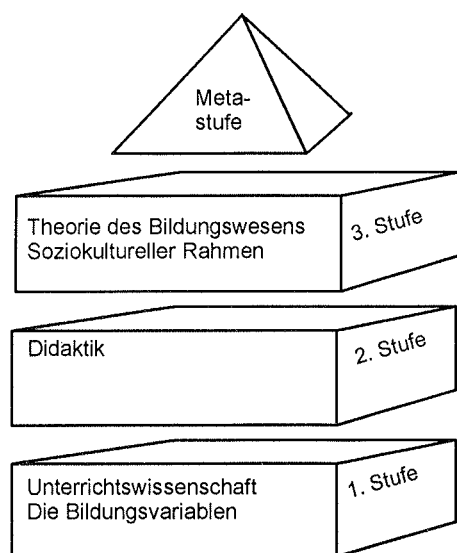 Meta-
stufe
Theorie des Bildungswesens
Soziokultureller Rahmen
3. Stufe
Didaktik
2. Stufe
Unterrichtswissenschaft
Die Bildungsvariablen
1. Stufe